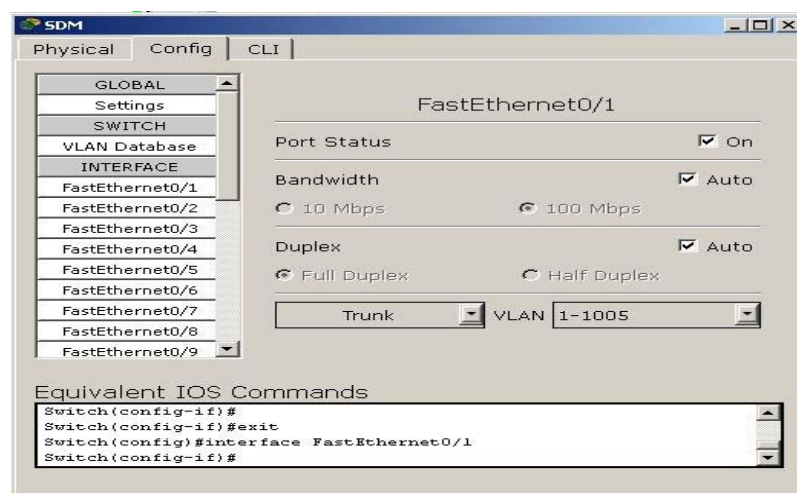 SDM
Physical Config CLI
GLOBAL
Settings
SWITCH
VLAN Database
INTERFACE
FastEthernet0/1
FastEthernet0/2
FastEthernet0/3
FastEthernet0/4
FastEthernet0/5
FastEthernet0/6
FastEthernet0/7
FastEthernet0/8
FastEthernet0/9
FastEthernet0/1
Port Status On
Bandwidth Auto
10 Mbps 100 Mbps
Duplex Auto
Full Duplex Half Duplex
Trunk VLAN 1-1005
Equivalent IOS Commands
Switch(config-if)#
Switch(config-if)#exit
Switch(config)#interface FastEthernet0/1
Switch(config-if)#